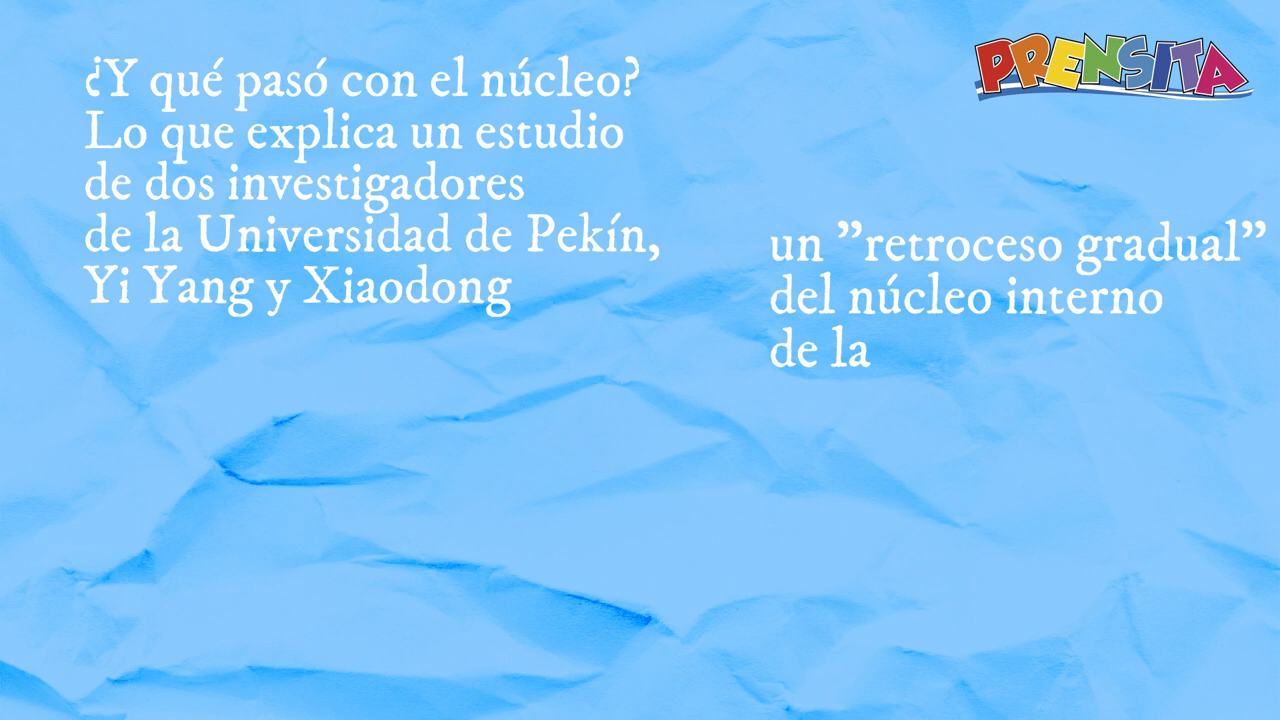 PRENSITA
¿Y qué pasó con el núcleo?
Lo que explica un estudio
de dos investigadores
de la Universidad de Pekín,
Yi Yang y Xiaodong
un ”retroceso gradual”
del núcleo interno
de la